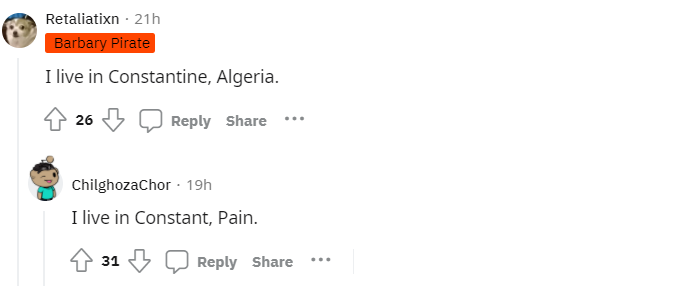 Retaliatixn · 21h
Barbary Pirate
I live in Constantine, Algeria.
26 Reply Share ···
ChilghozaChor · 19h
I live in Constant, Pain.
31 Reply Share ···